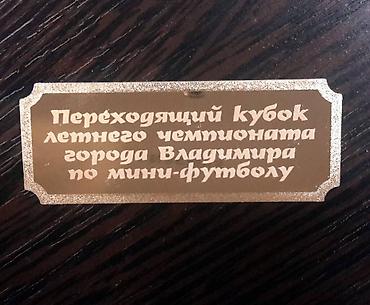 Переходящий кубок
летнего чемпионата
города Владимира
по мини-футболу